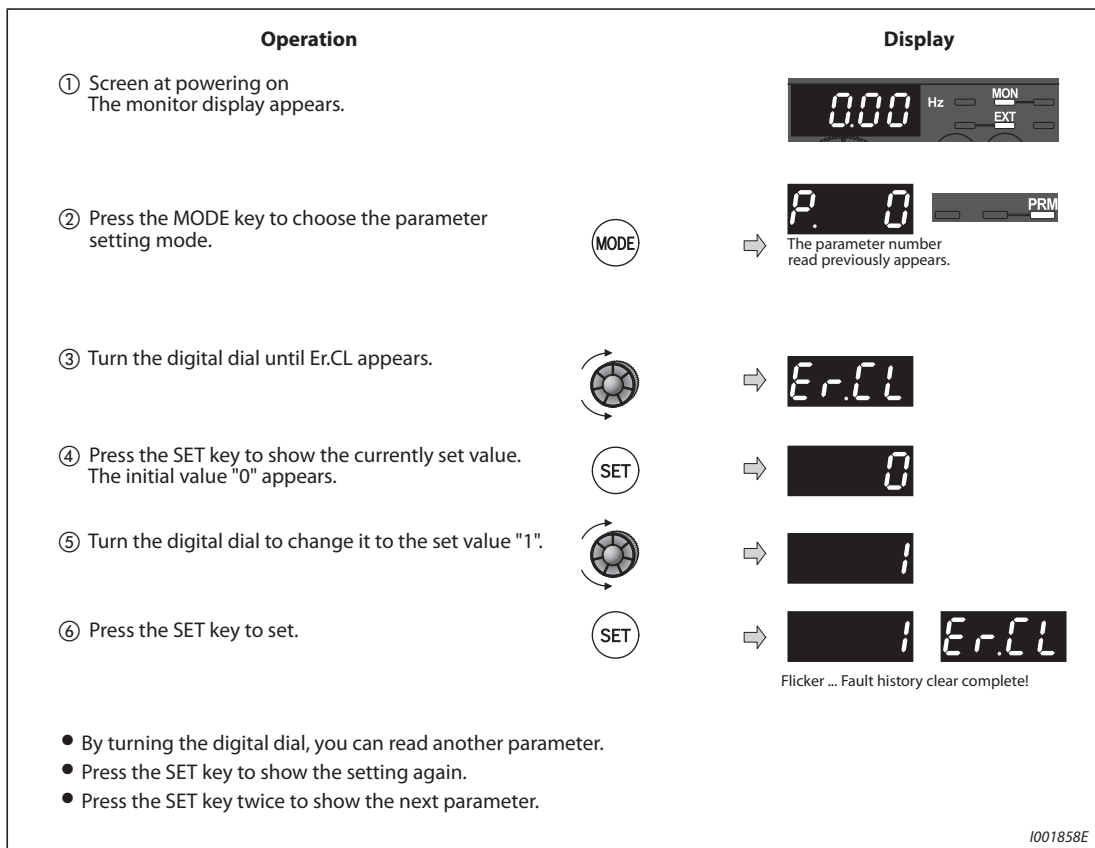 Operation
Display
① Screen at powering on
The monitor display appears.
0.00 Hz MON
EXT
② Press the MODE key to choose the parameter
setting mode.
MODE
P. 0
PRM
The parameter number
read previously appears.
③ Turn the digital dial until Er.CL appears.
Er.CL
④ Press the SET key to show the currently set value.
The initial value "0" appears.
SET
0
⑤ Turn the digital dial to change it to the set value "1".
1
⑥ Press the SET key to set.
SET
1 Er.CL
Flicker ... Fault history clear complete!
● By turning the digital dial, you can read another parameter.
● Press the SET key to show the setting again.
● Press the SET key twice to show the next parameter.
I001858E